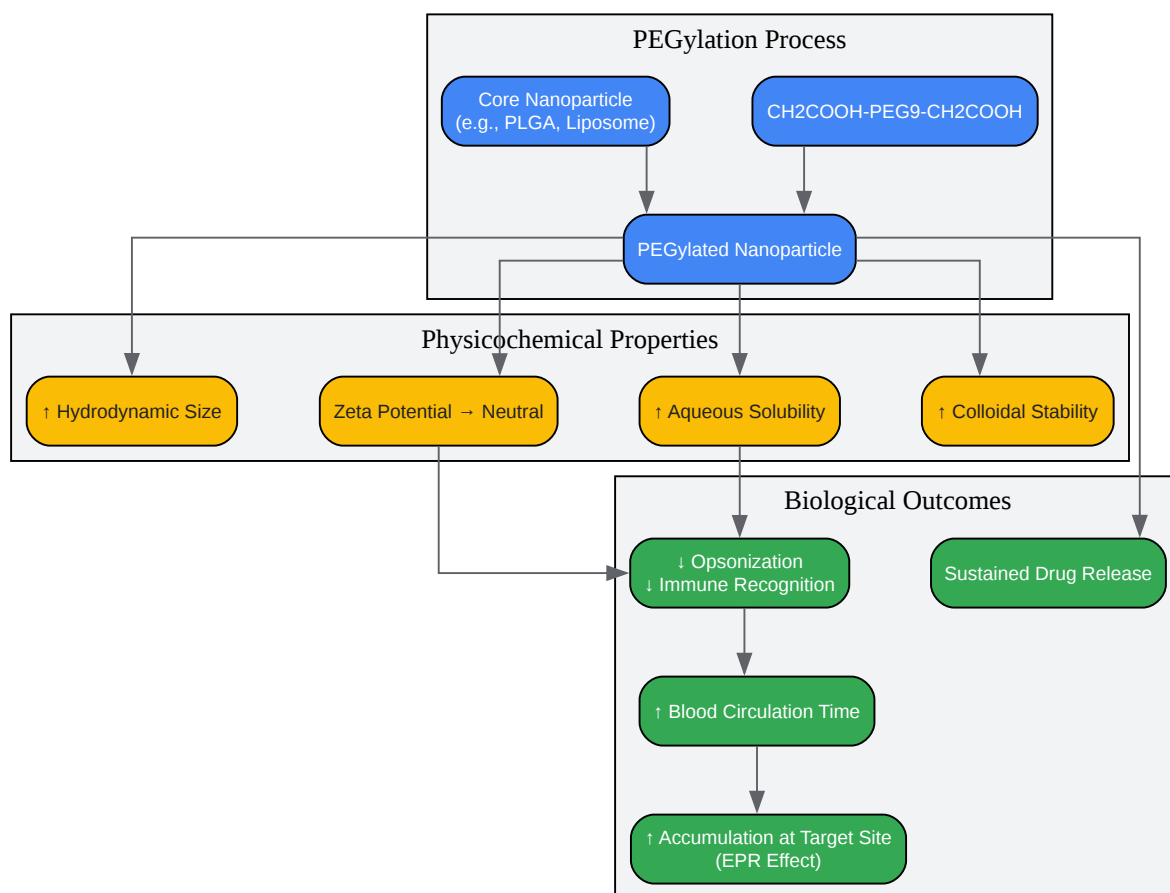 PEGylation Process
Core Nanoparticle
(e.g., PLGA, Liposome)
CH2COOH-PEG9-CH2COOH
PEGylated Nanoparticle
Physicochemical Properties
↑ Hydrodynamic Size
Zeta Potential → Neutral
↑ Aqueous Solubility
↑ Colloidal Stability
Biological Outcomes
↓ Opsonization
↓ Immune Recognition
Sustained Drug Release
↑ Blood Circulation Time
↑ Accumulation at Target Site
(EPR Effect)